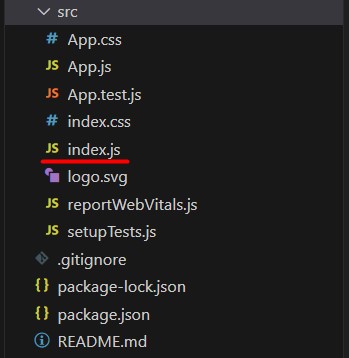 src
# App.css
JS App.js
JS App.test.js
# index.css
JS index.js
logo.svg
JS reportWebVitals.js
JS setupTests.js
.gitignore
{} package-lock.json
{} package.json
README.md